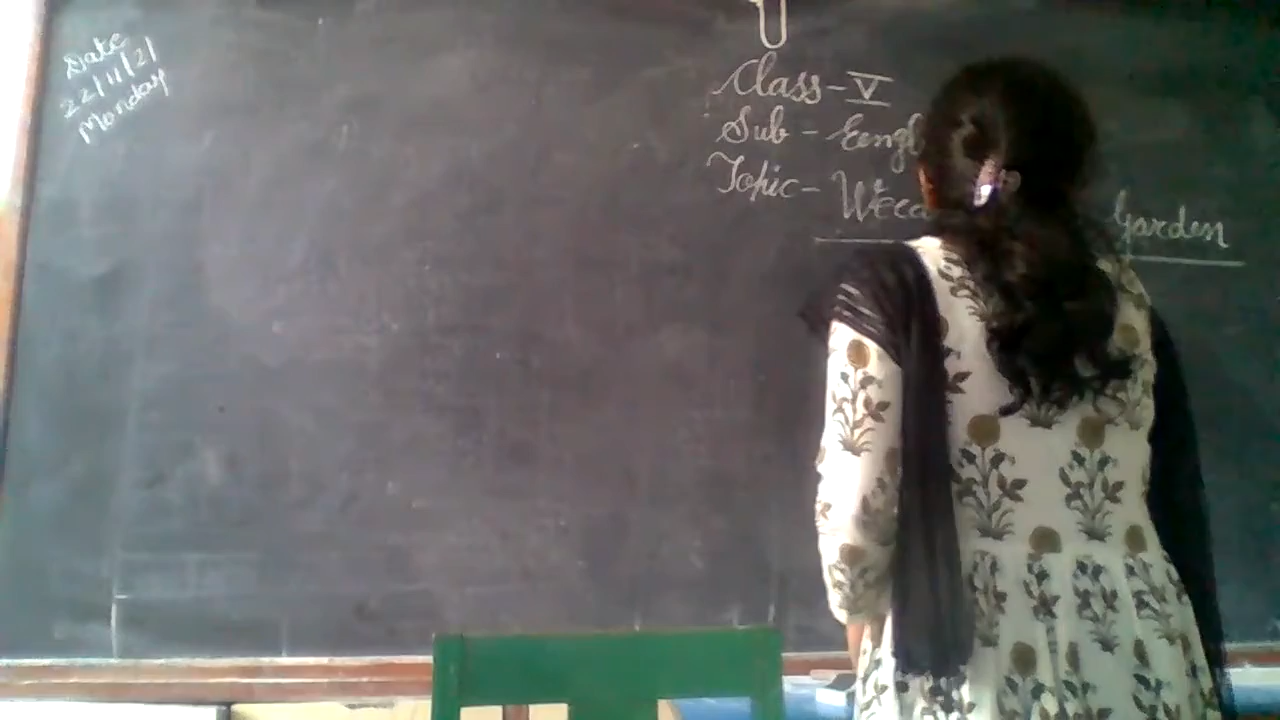 Date
22/11/21
Monday
Class - V
Sub -
Topic -
Garden